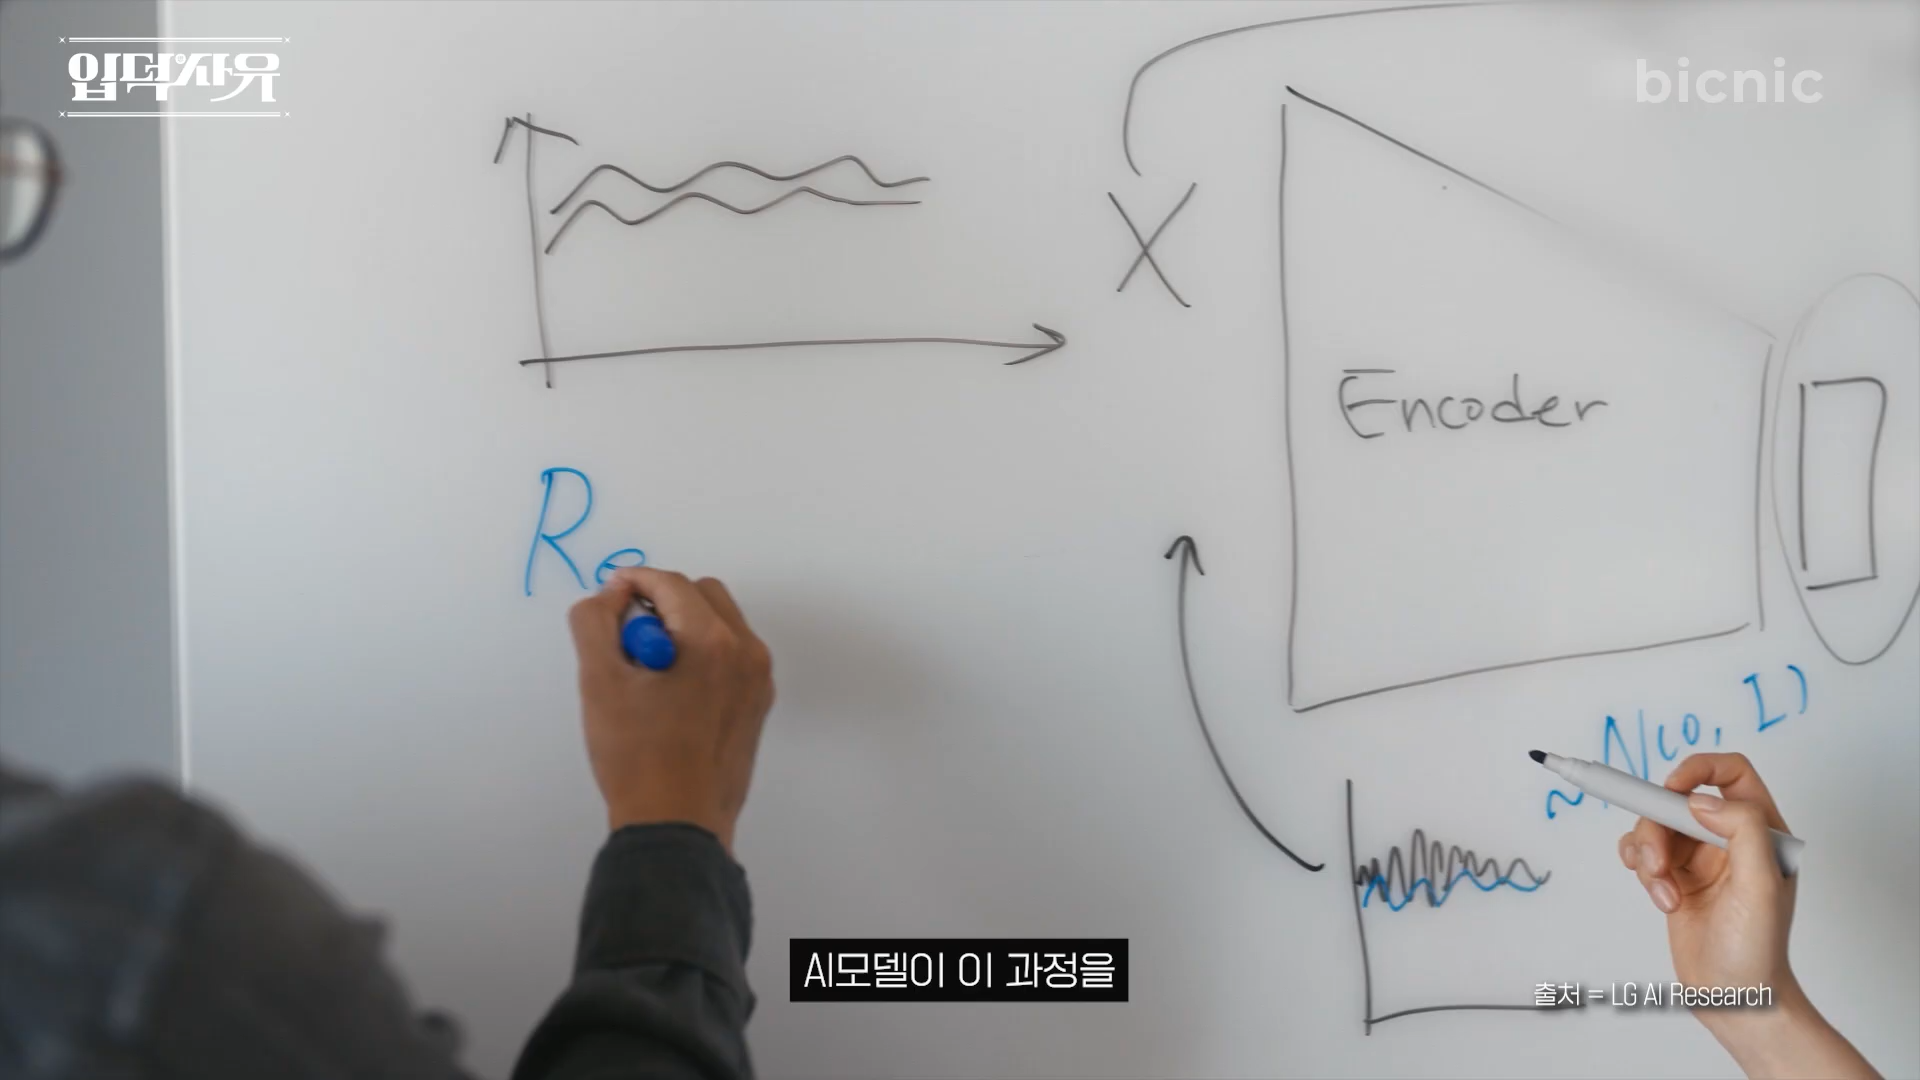 입덕사유
bicnic
X
Encoder
Re
~N(0, I)
AI모델이 이 과정을
출처 = LG AI Research